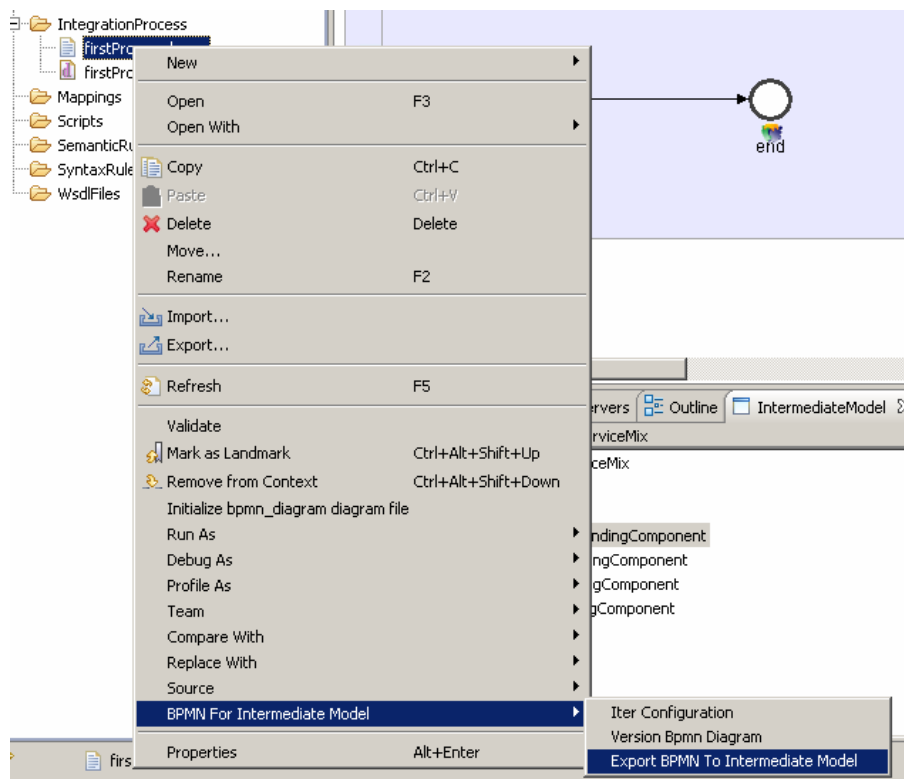 IntegrationProcess
firstPro
firstPro
Mappings
Scripts
SemanticRu
SyntaxRule
WsdlFiles
end
New
Open F3
Open With
Copy Ctrl+C
Paste Ctrl+V
Delete Delete
Move...
Rename F2
Import...
Export...
Refresh F5
Validate
Mark as Landmark Ctrl+Alt+Shift+Up
Remove from Context Ctrl+Alt+Shift+Down
Initialize bpmn_diagram diagram file
Run As
Debug As
Profile As
Team
Compare With
Replace With
Source
BPMN For Intermediate Model
Properties Alt+Enter
Iter Configuration
Version Bpmn Diagram
Export BPMN To Intermediate Model
ervers Outline IntermediateModel
rviceMix
ceMix
ndingComponent
ngComponent
gComponent
gComponent
firs